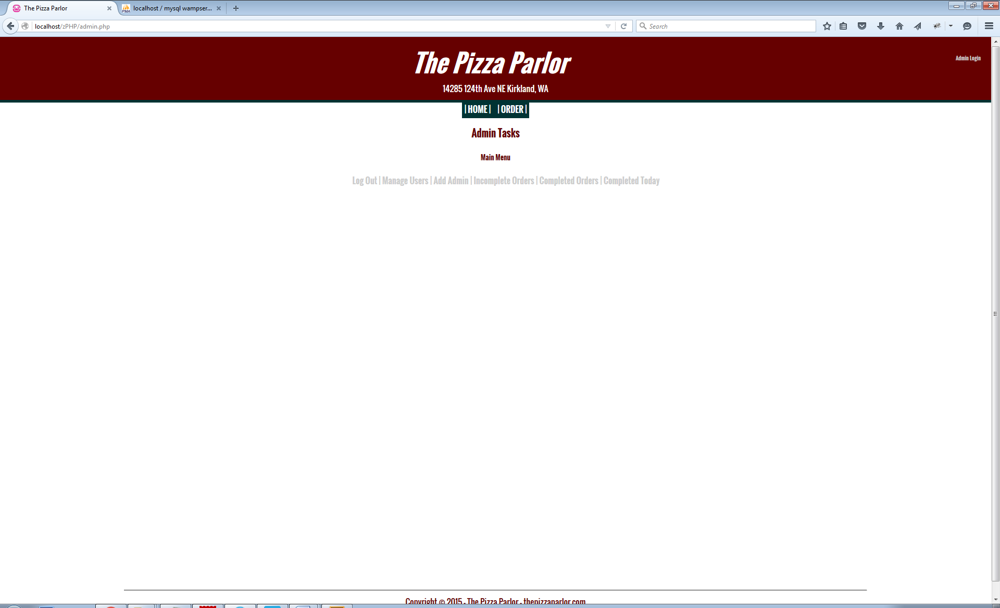 The Pizza Parlor
localhost / mysql wampser...
localhost/zPHP/admin.php
Search
The Pizza Parlor
Admin Login
14285 124th Ave NE Kirkland, WA
| HOME | | ORDER |
Admin Tasks
Main Menu
Log Out | Manage Users | Add Admin | Incomplete Orders | Completed Orders | Completed Today
Copyright © 2015 - The Pizza Parlor - thepizzaparlor.com